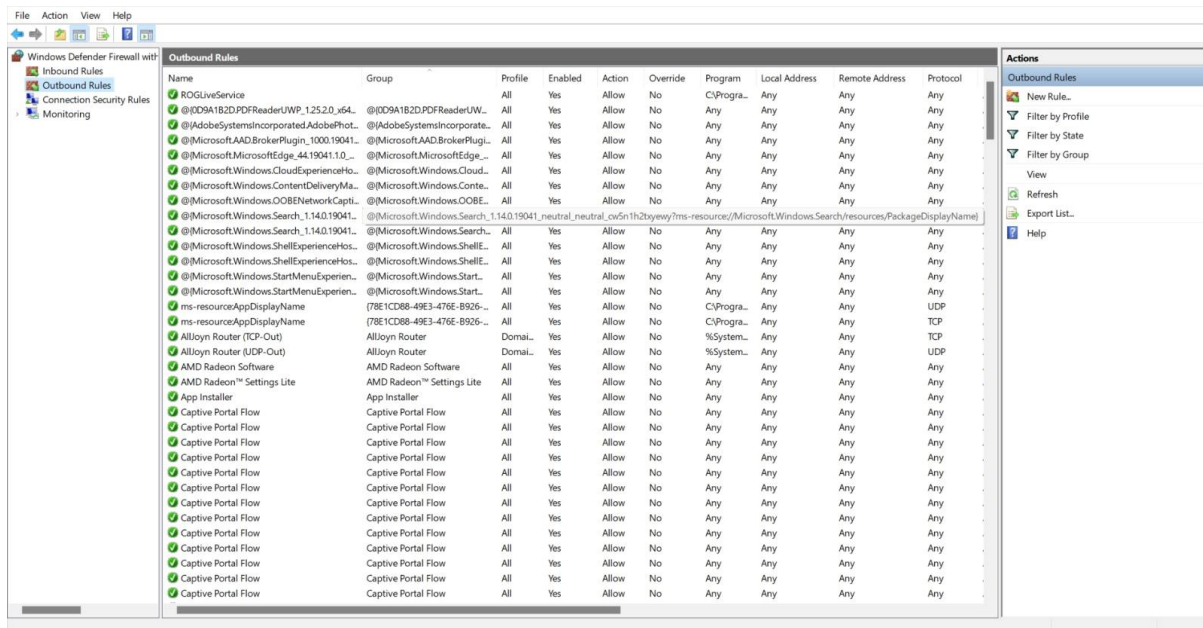 File Action View Help
Windows Defender Firewall with
Inbound Rules
Outbound Rules
Connection Security Rules
Monitoring
Outbound Rules
Name Group Profile Enabled Action Override Program Local Address Remote Address Protocol
ROGLiveService All Yes Allow No C:\Progra... Any Any Any
@{0D9A1B2D.PDFReaderUWP_1.25.2.0_x64... @{0D9A1B2D.PDFReaderUW... All Yes Allow No Any Any Any Any
@{AdobeSystemsIncorporated.AdobePhot... @{AdobeSystemsIncorporate... All Yes Allow No Any Any Any Any
@{Microsoft.AAD.BrokerPlugin_1000.19041... @{Microsoft.AAD.BrokerPlugi... All Yes Allow No Any Any Any Any
@{Microsoft.MicrosoftEdge_44.19041.1.0_... @{Microsoft.MicrosoftEdge_... All Yes Allow No Any Any Any Any
@{Microsoft.Windows.CloudExperienceHo... @{Microsoft.Windows.Cloud... All Yes Allow No Any Any Any Any
@{Microsoft.Windows.ContentDeliveryMa... @{Microsoft.Windows.Conte... All Yes Allow No Any Any Any Any
@{Microsoft.Windows.OOBENetworkCapti... @{Microsoft.Windows.OOBE... All Yes Allow No Any Any Any Any
@{Microsoft.Windows.Search_1.14.0.19041... @{Microsoft.Windows.Search_1.14.0.19041_neutral_neutral_cw5n1h2txyewy?ms-resource://Microsoft.Windows.Search/resources/PackageDisplayName}
@{Microsoft.Windows.Search_1.14.0.19041... @{Microsoft.Windows.Search... All Yes Allow No Any Any Any Any
@{Microsoft.Windows.ShellExperienceHos... @{Microsoft.Windows.ShellE... All Yes Allow No Any Any Any Any
@{Microsoft.Windows.ShellExperienceHos... @{Microsoft.Windows.ShellE... All Yes Allow No Any Any Any Any
@{Microsoft.Windows.StartMenuExperien... @{Microsoft.Windows.Start... All Yes Allow No Any Any Any Any
@{Microsoft.Windows.StartMenuExperien... @{Microsoft.Windows.Start... All Yes Allow No Any Any Any Any
ms-resource:AppDisplayName {78E1CD88-49E3-476E-B926-... All Yes Allow No C:\Progra... Any Any UDP
ms-resource:AppDisplayName {78E1CD88-49E3-476E-B926-... All Yes Allow No C:\Progra... Any Any TCP
AllJoyn Router (TCP-Out) AllJoyn Router Domai... Yes Allow No %System... Any Any TCP
AllJoyn Router (UDP-Out) AllJoyn Router Domai... Yes Allow No %System... Any Any UDP
AMD Radeon Software AMD Radeon Software All Yes Allow No Any Any Any Any
AMD Radeon™ Settings Lite AMD Radeon™ Settings Lite All Yes Allow No Any Any Any Any
App Installer App Installer All Yes Allow No Any Any Any Any
Captive Portal Flow Captive Portal Flow All Yes Allow No Any Any Any Any
Captive Portal Flow Captive Portal Flow All Yes Allow No Any Any Any Any
Captive Portal Flow Captive Portal Flow All Yes Allow No Any Any Any Any
Captive Portal Flow Captive Portal Flow All Yes Allow No Any Any Any Any
Captive Portal Flow Captive Portal Flow All Yes Allow No Any Any Any Any
Captive Portal Flow Captive Portal Flow All Yes Allow No Any Any Any Any
Captive Portal Flow Captive Portal Flow All Yes Allow No Any Any Any Any
Captive Portal Flow Captive Portal Flow All Yes Allow No Any Any Any Any
Captive Portal Flow Captive Portal Flow All Yes Allow No Any Any Any Any
Captive Portal Flow Captive Portal Flow All Yes Allow No Any Any Any Any
Captive Portal Flow Captive Portal Flow All Yes Allow No Any Any Any Any
Captive Portal Flow Captive Portal Flow All Yes Allow No Any Any Any Any
Captive Portal Flow Captive Portal Flow All Yes Allow No Any Any Any Any
Actions
Outbound Rules
New Rule...
Filter by Profile
Filter by State
Filter by Group
View
Refresh
Export List...
Help